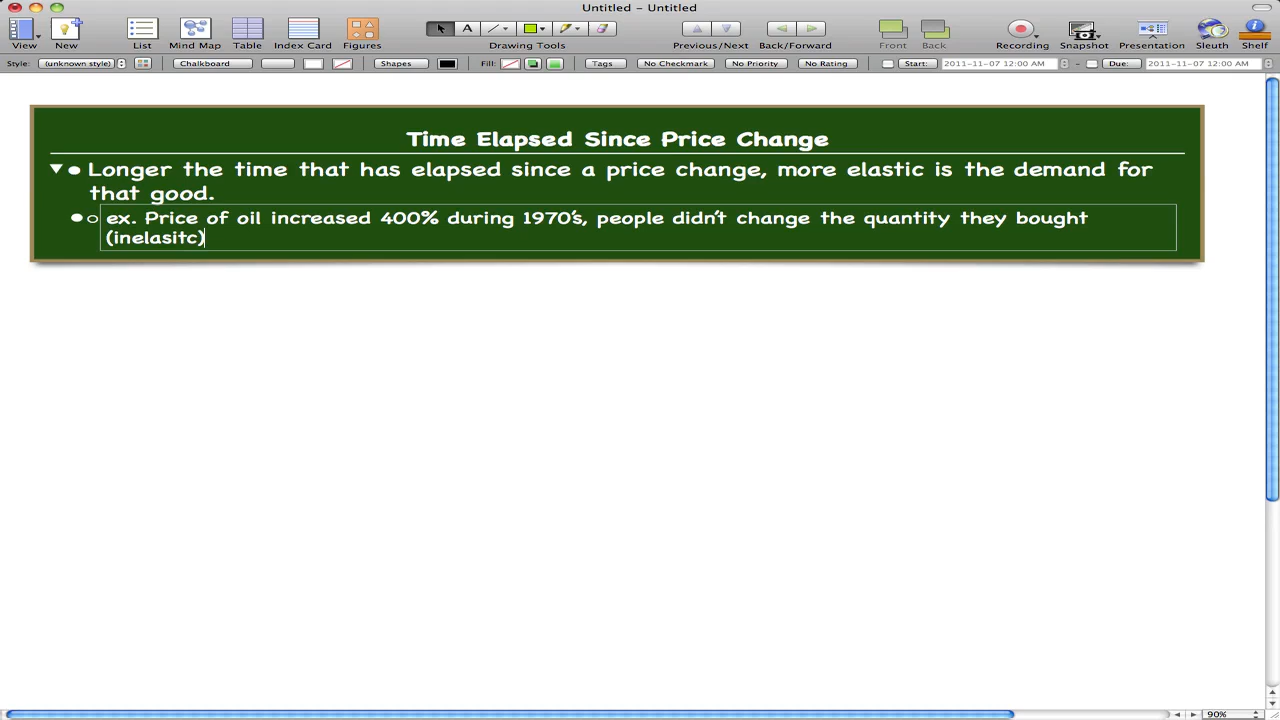 Untitled – Untitled
View New List Mind Map Table Index Card Figures Drawing Tools Previous/Next Back/Forward Front Back Recording Snapshot Presentation Sleuth Shelf
Style: (unknown style) Chalkboard Shapes Fill: Tags No Checkmark No Priority No Rating Start: 2011-11-07 12:00 AM – Due: 2011-11-07 12:00 AM
Time Elapsed Since Price Change
Longer the time that has elapsed since a price change, more elastic is the demand for
that good.
ex. Price of oil increased 400% during 1970's, people didn't change the quantity they bought
(inelasitc)
90%